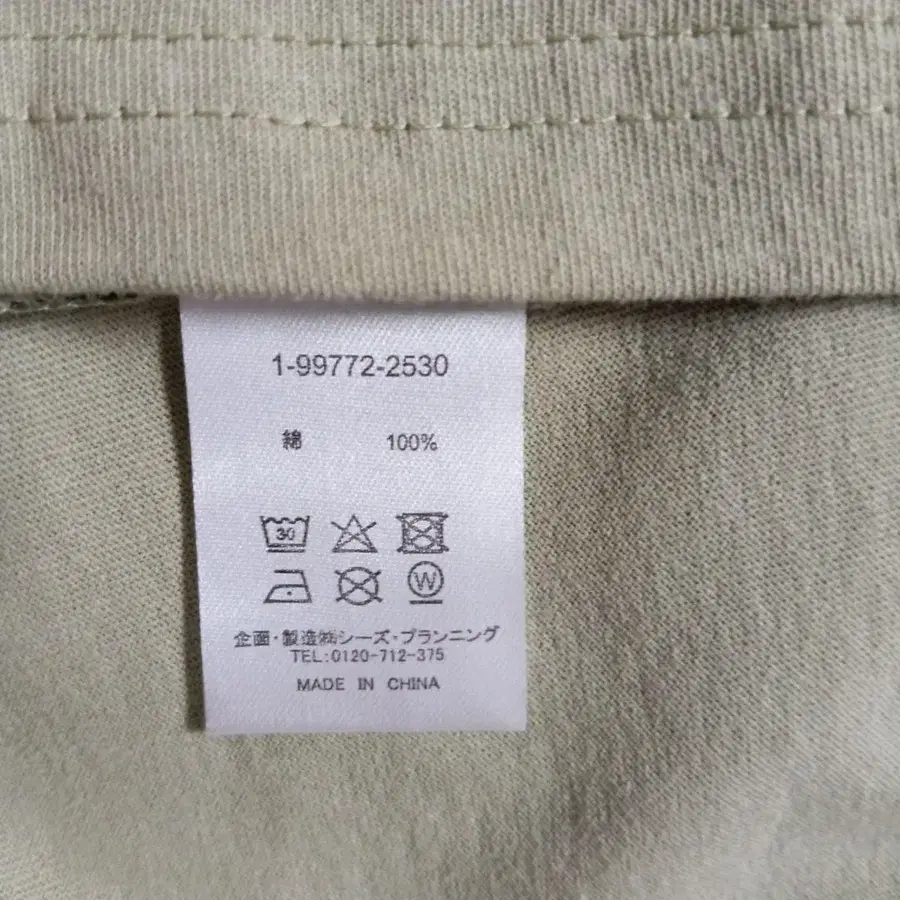 1-99772-2530
綿 100%
30
W
企画・製造㈱シーズ・プランニング
TEL:0120-712-375
MADE IN CHINA